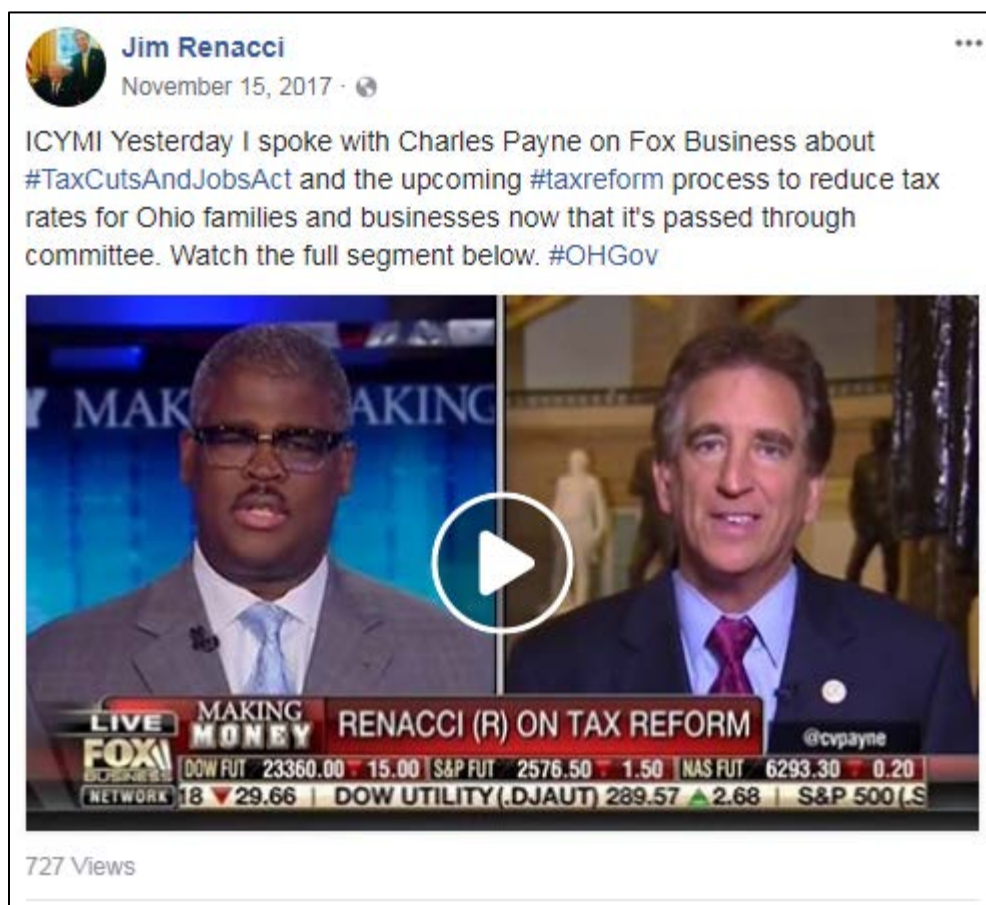 Jim Renacci
November 15, 2017 ·
ICYMI Yesterday I spoke with Charles Payne on Fox Business about
#TaxCutsAndJobsAct and the upcoming #taxreform process to reduce tax
rates for Ohio families and businesses now that it's passed through
committee. Watch the full segment below. #OHGov
MAK AKING
LIVE MAKING MONEY RENACCI (R) ON TAX REFORM @cvpayne
FOX BUSINESS DOW FUT 23360.00 15.00 S&P FUT 2576.50 1.50 NAS FUT 6293.30 0.20
NETWORK 18 29.66 | DOW UTILITY (.DJAUT) 289.57 2.68 | S&P 500 (.S
727 Views